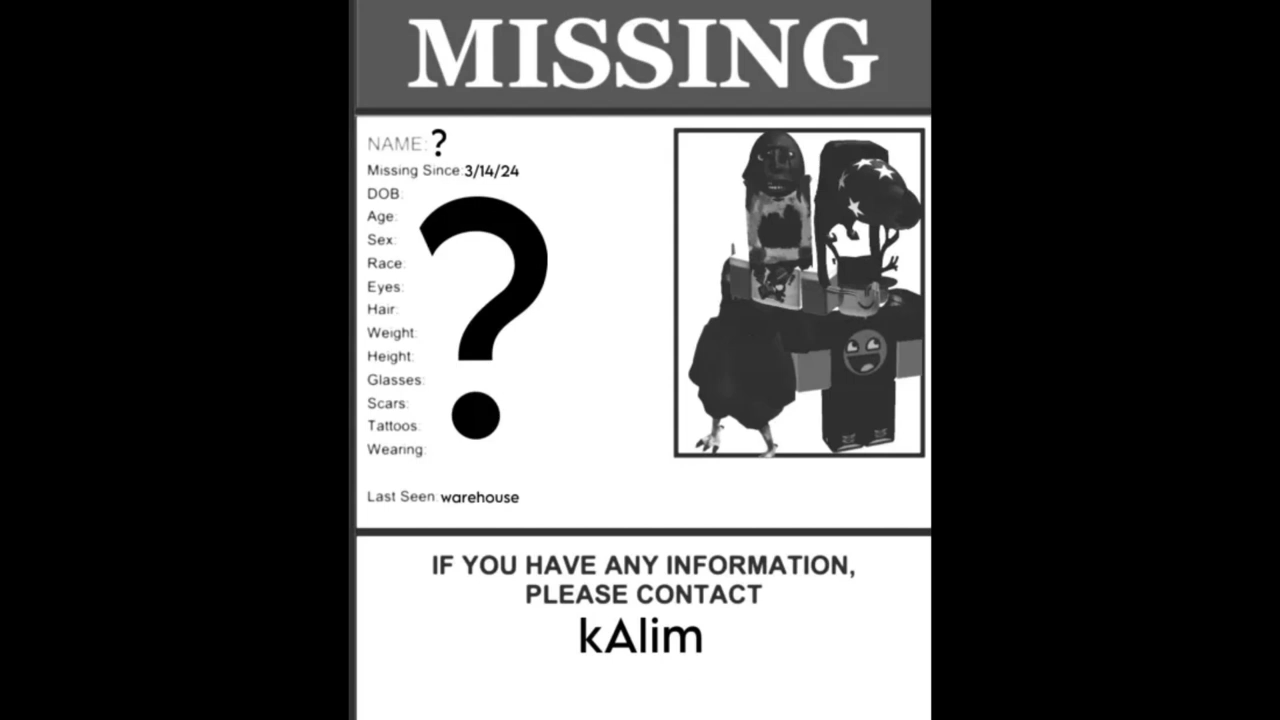 MISSING
NAME: ?
Missing Since: 3/14/24
DOB:
Age:
Sex:
Race:
Eyes:
Hair:
Weight:
Height:
Glasses:
Scars:
Tattoos:
Wearing:
?
Last Seen: warehouse
IF YOU HAVE ANY INFORMATION,
PLEASE CONTACT
kAlim